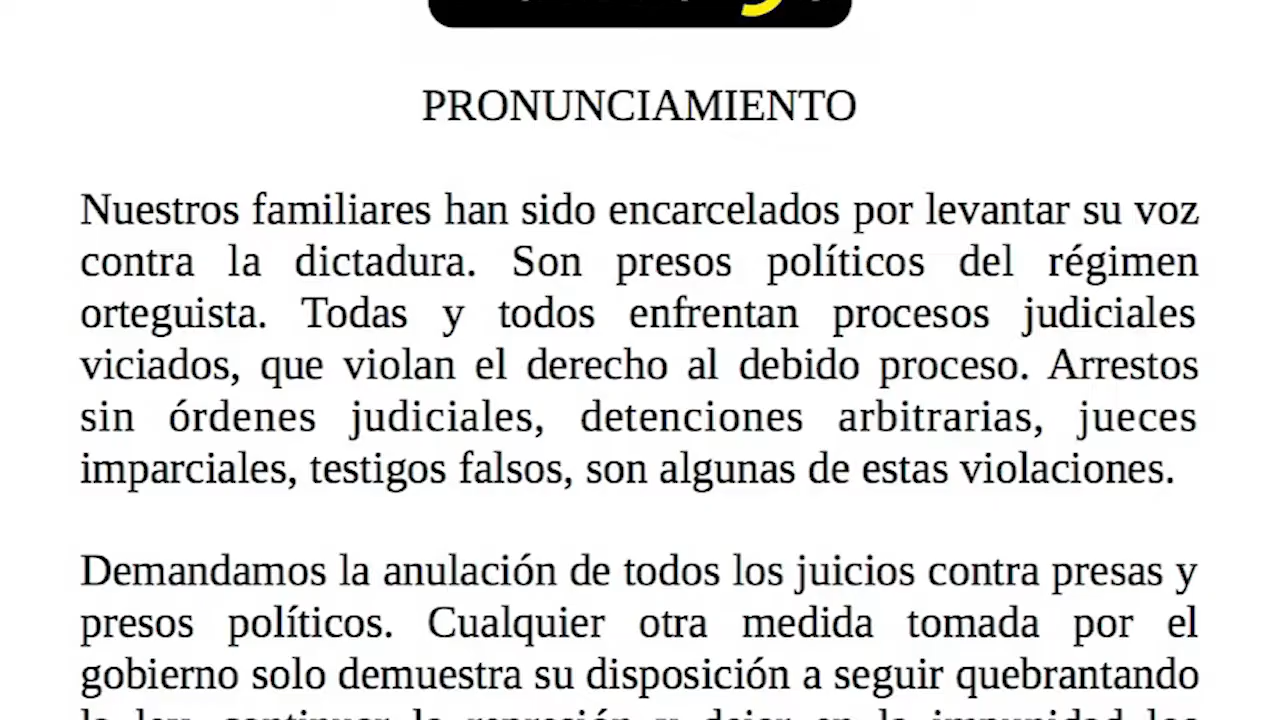 PRONUNCIAMIENTO
Nuestros familiares han sido encarcelados por levantar su voz
contra la dictadura. Son presos políticos del régimen
orteguista. Todas y todos enfrentan procesos judiciales
viciados, que violan el derecho al debido proceso. Arrestos
sin órdenes judiciales, detenciones arbitrarias, jueces
imparciales, testigos falsos, son algunas de estas violaciones.
Demandamos la anulación de todos los juicios contra presas y
presos políticos. Cualquier otra medida tomada por el
gobierno solo demuestra su disposición a seguir quebrantando